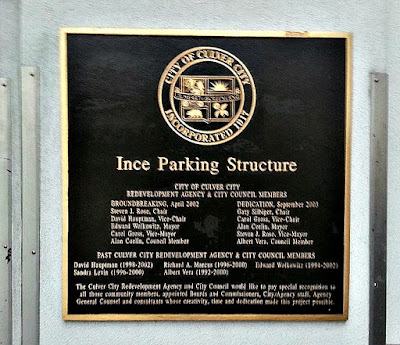 CITY OF CULVER CITY
INCORPORATED 1917
Ince Parking Structure
CITY OF CULVER CITY
REDEVELOPMENT AGENCY & CITY COUNCIL MEMBERS
GROUNDBREAKING, April 2002
Steven J. Rose, Chair
David Hauptman, Vice-Chair
Edward Wolkowitz, Mayor
Carol Gross, Vice-Mayor
Alan Corlin, Council Member
DEDICATION, September 2003
Gary Silbiger, Chair
Carol Gross, Vice-Chair
Alan Corlin, Mayor
Steven J. Rose, Vice-Mayor
Albert Vera, Council Member
PAST CULVER CITY REDEVELOPMENT AGENCY & CITY COUNCIL MEMBERS
David Hauptman (1998-2002) Richard A. Marcus (1996-2000) Edward Wolkowitz (1994-2002)
Sandra Levin (1996-2000) Albert Vera (1992-2000)
The Culver City Redevelopment Agency and City Council would like to pay special recognition to
all those community members, appointed Boards and Commissions, City/Agency staff, Agency
General Counsel and consultants whose creativity, time and dedication made this project possible.